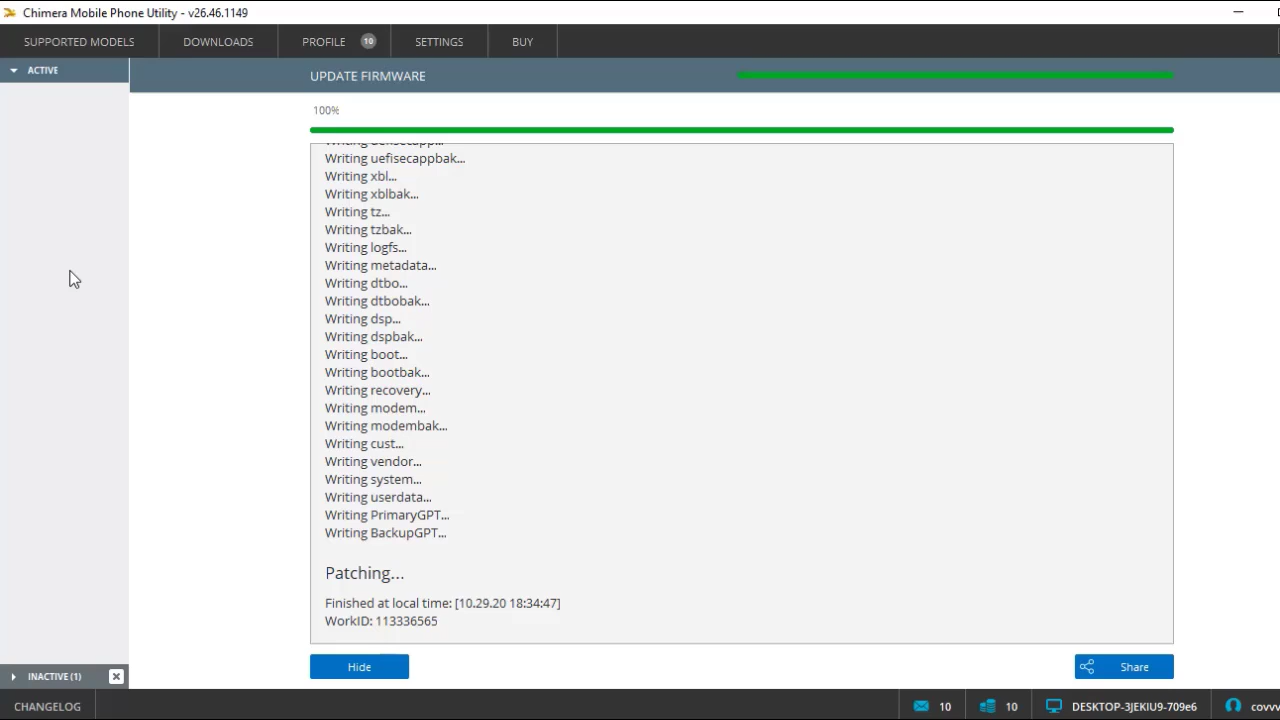 Chimera Mobile Phone Utility - v26.46.1149
SUPPORTED MODELS
DOWNLOADS
PROFILE 10
SETTINGS
BUY
ACTIVE
UPDATE FIRMWARE
100%
Writing uefisecapp...
Writing uefisecappbak...
Writing xbl...
Writing xblbak...
Writing tz...
Writing tzbak...
Writing logfs...
Writing metadata...
Writing dtbo...
Writing dtbobak...
Writing dsp...
Writing dspbak...
Writing boot...
Writing bootbak...
Writing recovery...
Writing modem...
Writing modembak...
Writing cust...
Writing vendor...
Writing system...
Writing userdata...
Writing PrimaryGPT...
Writing BackupGPT...
Patching...
Finished at local time: [10.29.20 18:34:47]
WorkID: 113336565
Hide
Share
INACTIVE (1)
CHANGELOG
10
10
DESKTOP-3JEKIU9-709e6
covvv